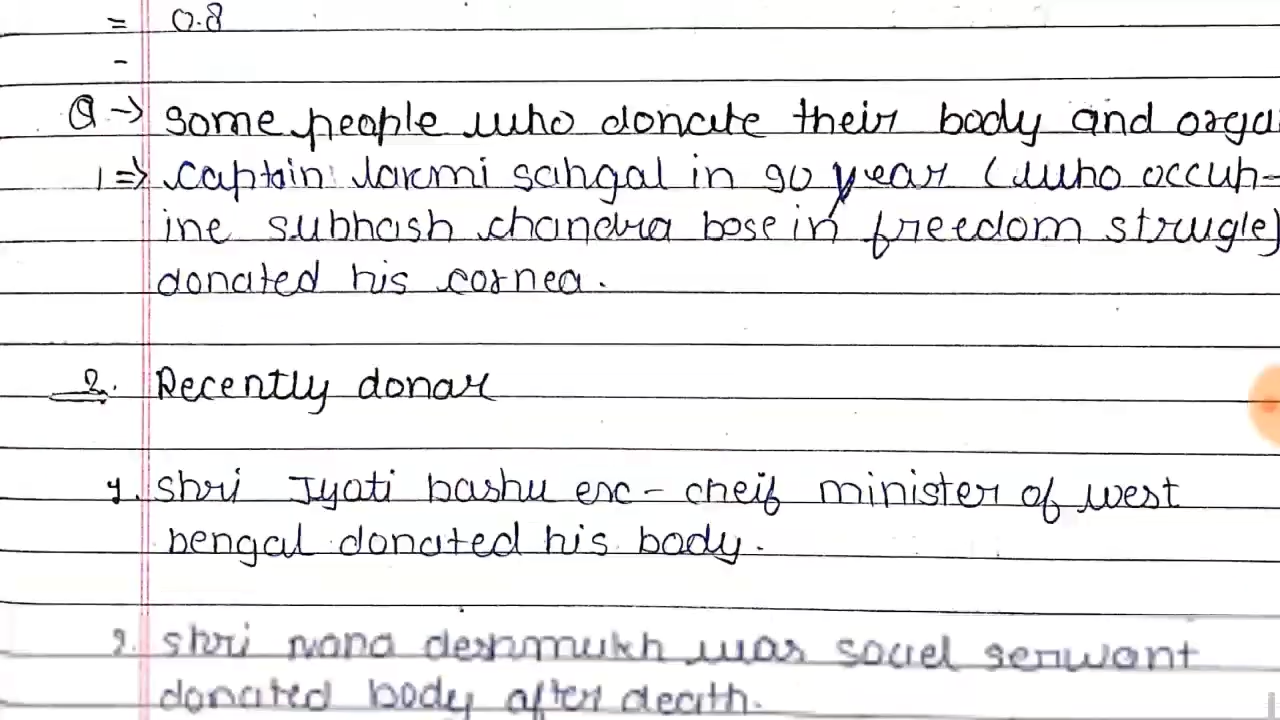 = 0.8
-
Q → Some people who donate their body and orga
1 ⇒ captain laxmi sahgal in 90 year (who occup-
ine subhash chandra bose in freedom strugle)
donated his cornea.
2. Recently donar
1. shri Jyoti bashu ex- cheif minister of west
bengal donated his body.
2. shri nana deshmukh was social servant
donated body after death.